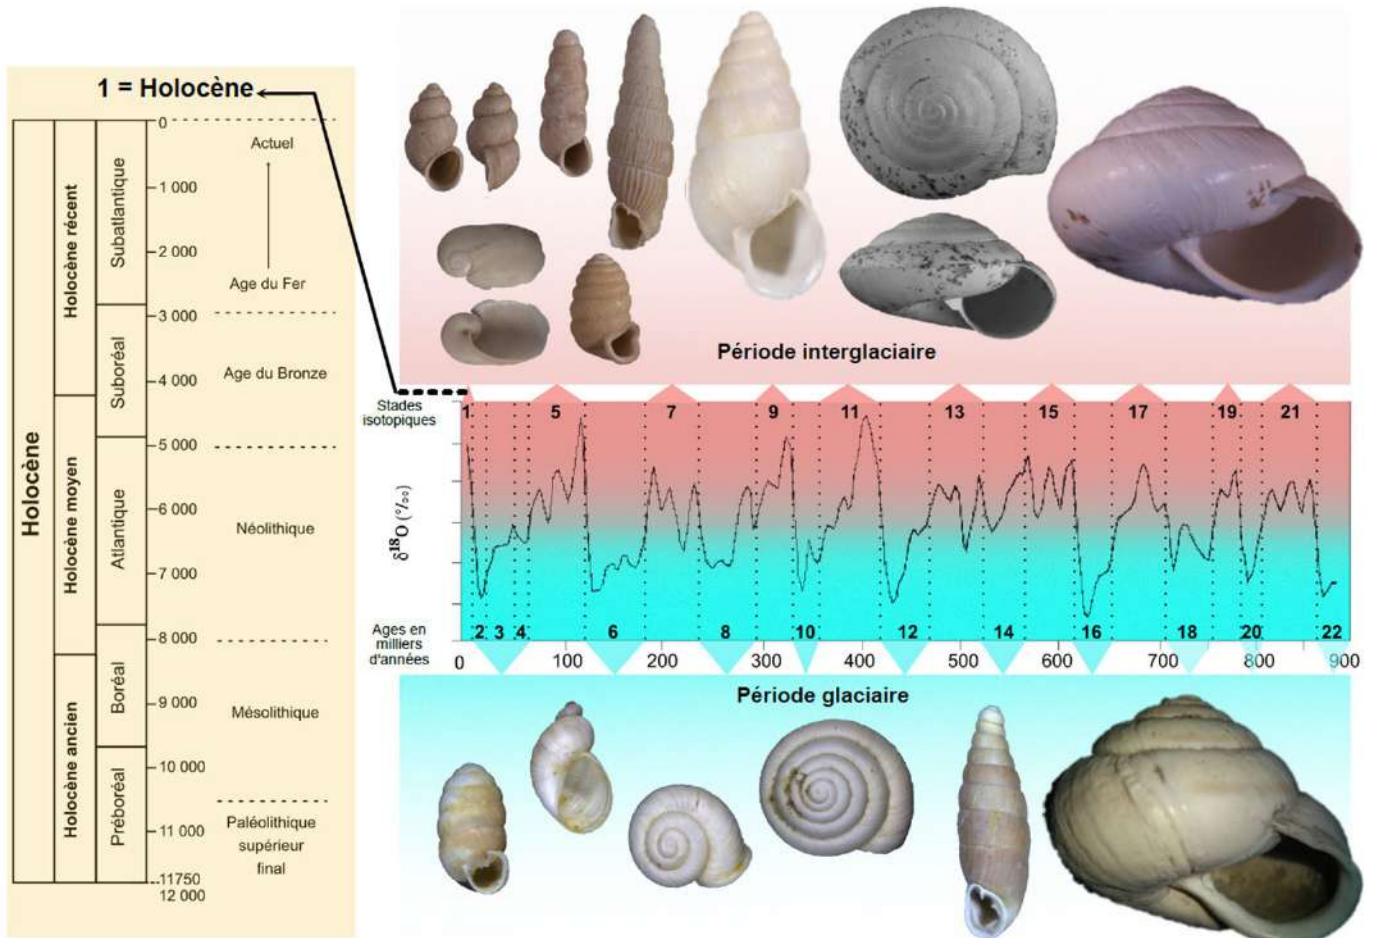 1 = Holocène
Holocène
Holocène récent
Holocène moyen
Holocène ancien
Subatlantique
Suboréal
Atlantique
Boréal
Préboréal
0
1 000
2 000
3 000
4 000
5 000
6 000
7 000
8 000
9 000
10 000
11 000
11750
12 000
Actuel
Age du Fer
Age du Bronze
Néolithique
Mésolithique
Paléolithique
supérieur
final
Période interglaciaire
Stades
isotopiques
1 5 7 9 11 13 15 17 19 21
δ18O (°/∞)
2 3 4 6 8 10 12 14 16 18 20 22
Ages en
milliers
d'années
0 100 200 300 400 500 600 700 800 900
Période glaciaire